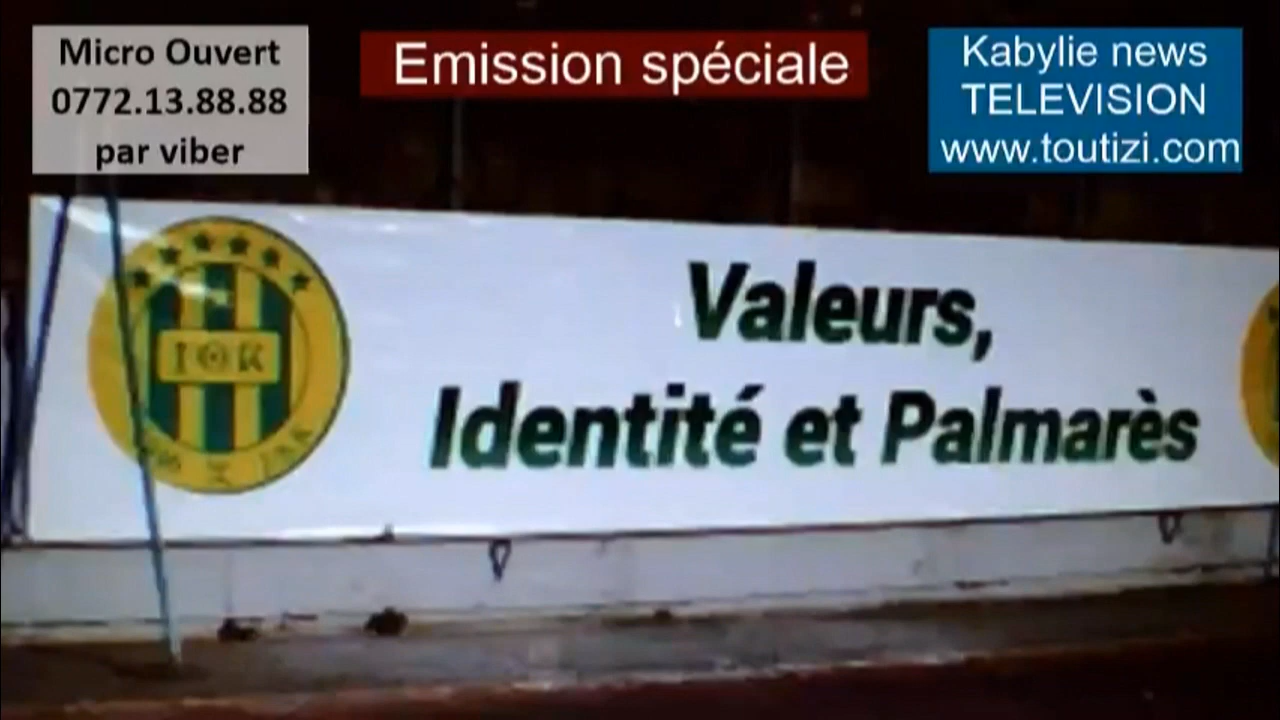 Micro Ouvert
0772.13.88.88
par viber
Emission spéciale
Kabylie news
TELEVISION
www.toutizi.com
Valeurs,
Identité et Palmarès